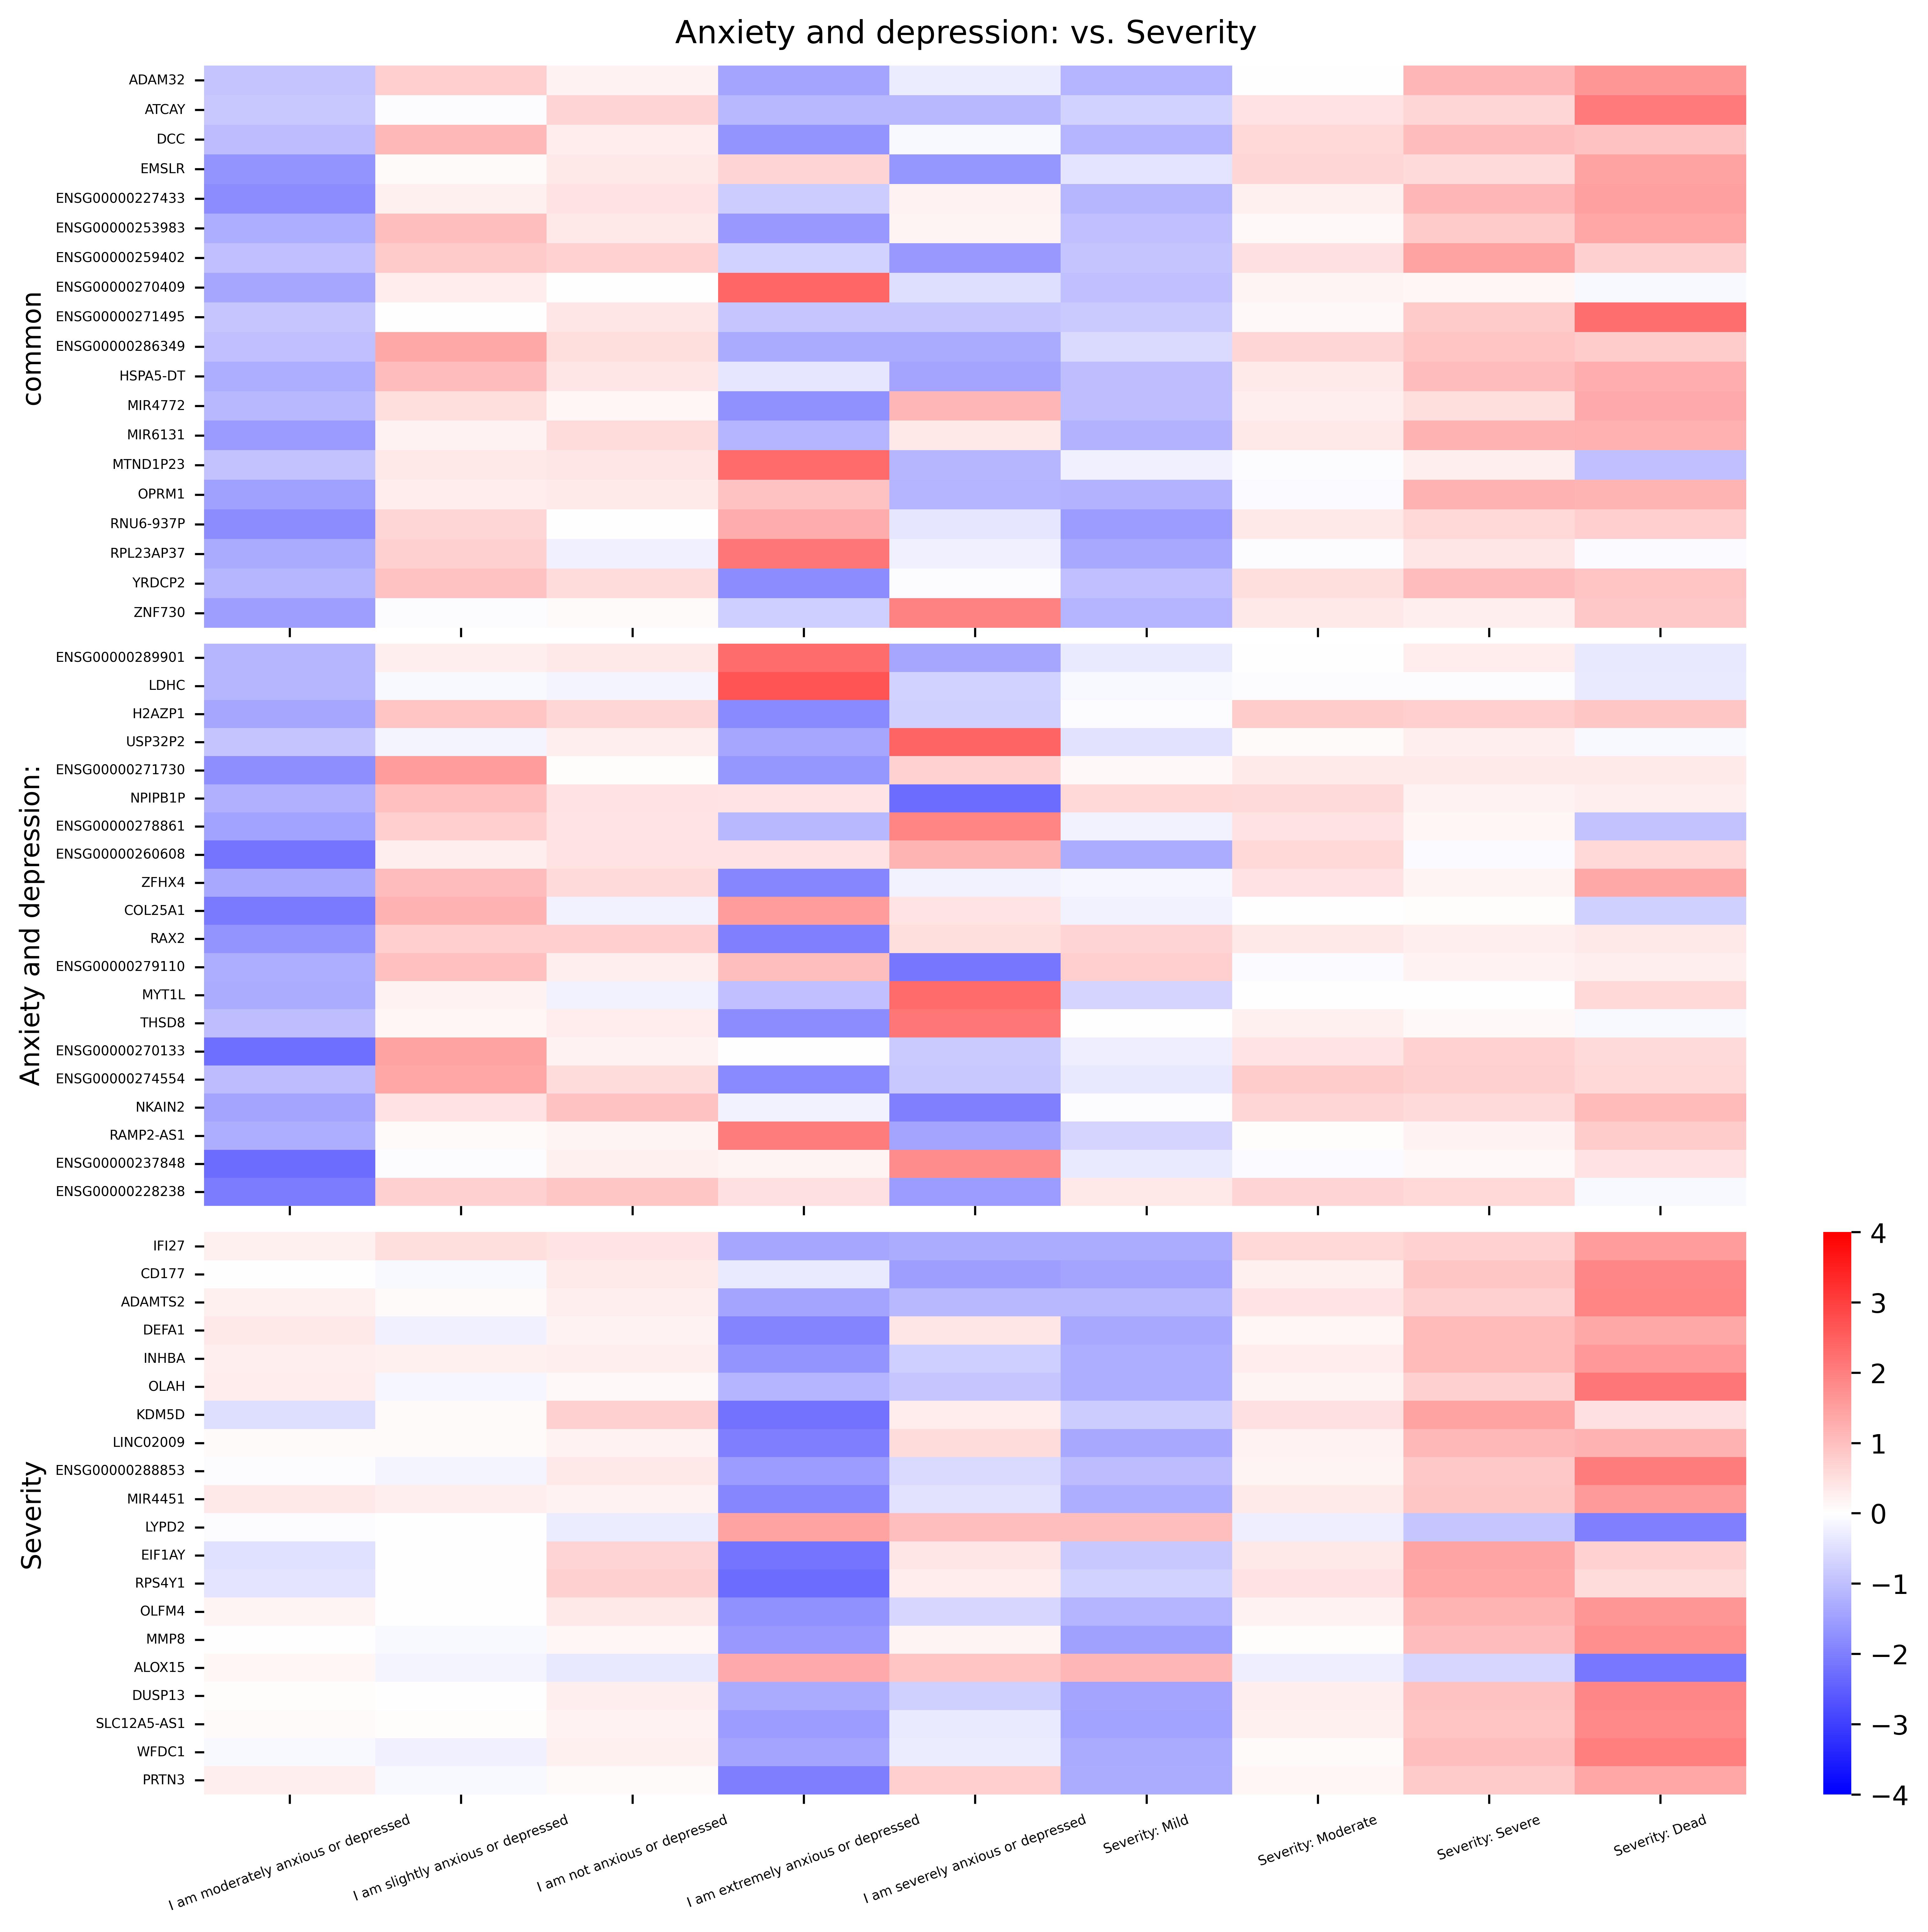 Anxiety and depression: vs. Severity
common
ADAM32
ATCAY
DCC
EMSLR
ENSG00000227433
ENSG00000253983
ENSG00000259402
ENSG00000270409
ENSG00000271495
ENSG00000286349
HSPA5-DT
MIR4772
MIR6131
MTND1P23
OPRM1
RNU6-937P
RPL23AP37
YRDCP2
ZNF730
Anxiety and depression:
ENSG00000289901
LDHC
H2AZP1
USP32P2
ENSG00000271730
NPIPB1P
ENSG00000278861
ENSG00000260608
ZFHX4
COL25A1
RAX2
ENSG00000279110
MYT1L
THSD8
ENSG00000270133
ENSG00000274554
NKAIN2
RAMP2-AS1
ENSG00000237848
ENSG00000228238
Severity
IFI27
CD177
ADAMTS2
DEFA1
INHBA
OLAH
KDM5D
LINC02009
ENSG00000288853
MIR4451
LYPD2
EIF1AY
RPS4Y1
OLFM4
MMP8
ALOX15
DUSP13
SLC12A5-AS1
WFDC1
PRTN3
I am moderately anxious or depressed
I am slightly anxious or depressed
I am not anxious or depressed
I am extremely anxious or depressed
I am severely anxious or depressed
Severity: Mild
Severity: Moderate
Severity: Severe
Severity: Dead
4
3
2
1
0
−1
−2
−3
−4